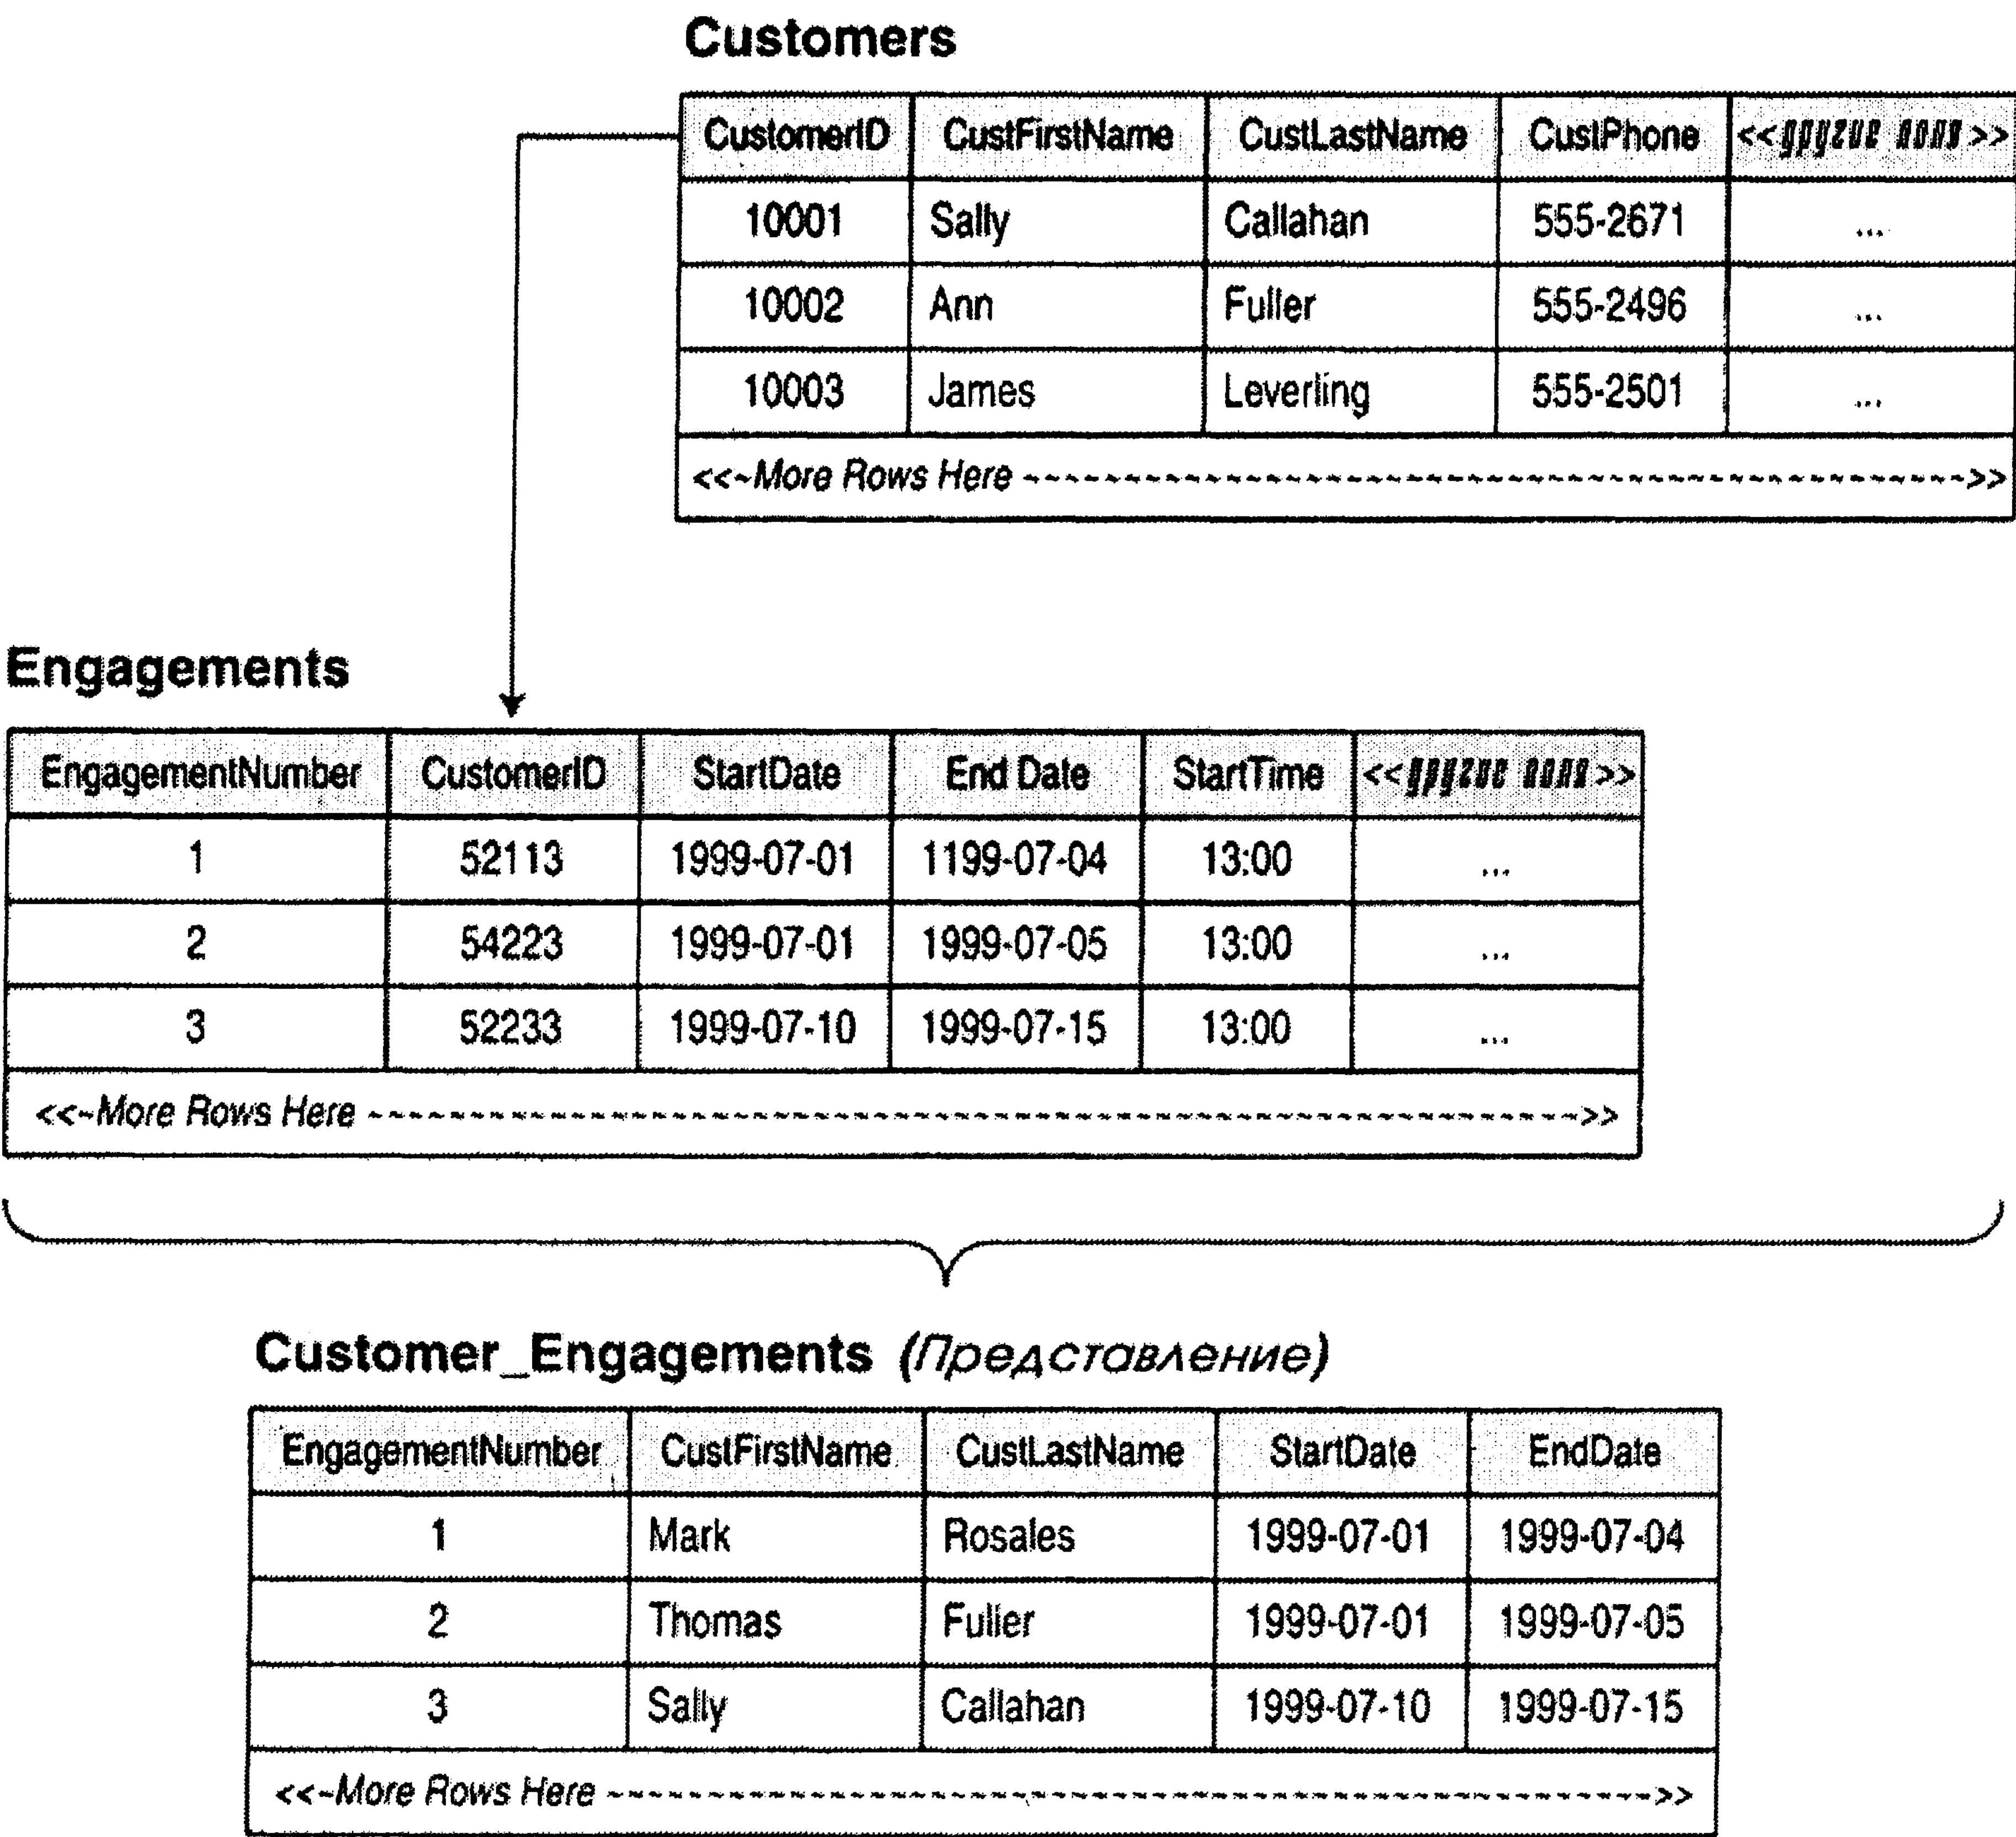 Customers
CustomerID CustFirstName CustLastName CustPhone <<другие поля>>
10001 Sally Callahan 555-2671 ...
10002 Ann Fuller 555-2496 ...
10003 James Leverling 555-2501 ...
<<~More Rows Here ~~~~~~~~~~~~~~~~~~~~~~~~~~~~~~~~~~~~~~~~~~~~~~>>
Engagements
EngagementNumber CustomerID StartDate End Date StartTime <<другие поля>>
1 52113 1999-07-01 1199-07-04 13:00 ...
2 54223 1999-07-01 1999-07-05 13:00 ...
3 52233 1999-07-10 1999-07-15 13:00 ...
<<~More Rows Here ~~~~~~~~~~~~~~~~~~~~~~~~~~~~~~~~~~~~~~~~~~~~~~~~~~~~~~~~~~~>>
Customer_Engagements (Представление)
EngagementNumber CustFirstName CustLastName StartDate EndDate
1 Mark Rosales 1999-07-01 1999-07-04
2 Thomas Fuller 1999-07-01 1999-07-05
3 Sally Callahan 1999-07-10 1999-07-15
<<~More Rows Here ~~~~~~~~~~~~~~~~~~~~~~~~~~~~~~~~~~~~~~~~~~~~~~~~~~~>>